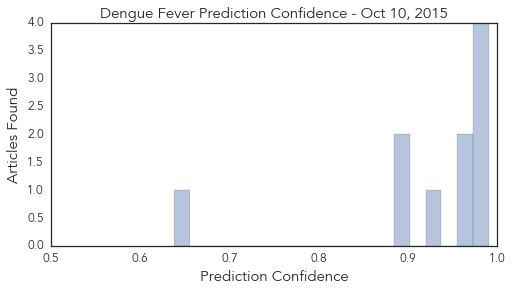 Dengue Fever Prediction Confidence - Oct 10, 2015
4.0
3.5
3.0
2.5
2.0
1.5
1.0
0.5
0.0
Articles Found
0.5 0.6 0.7 0.8 0.9 1.0
Prediction Confidence